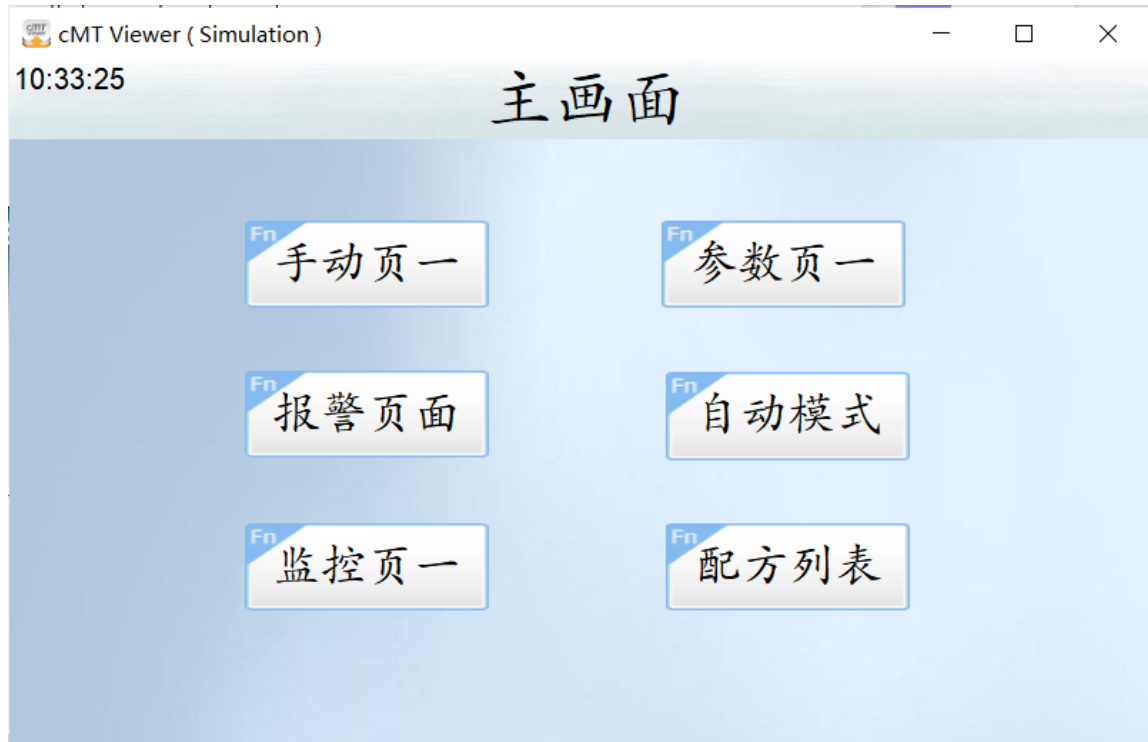 cMT Viewer ( Simulation )
10:33:25
主画面
Fn
手动页一
Fn
参数页一
Fn
报警页面
Fn
自动模式
Fn
监控页一
Fn
配方列表